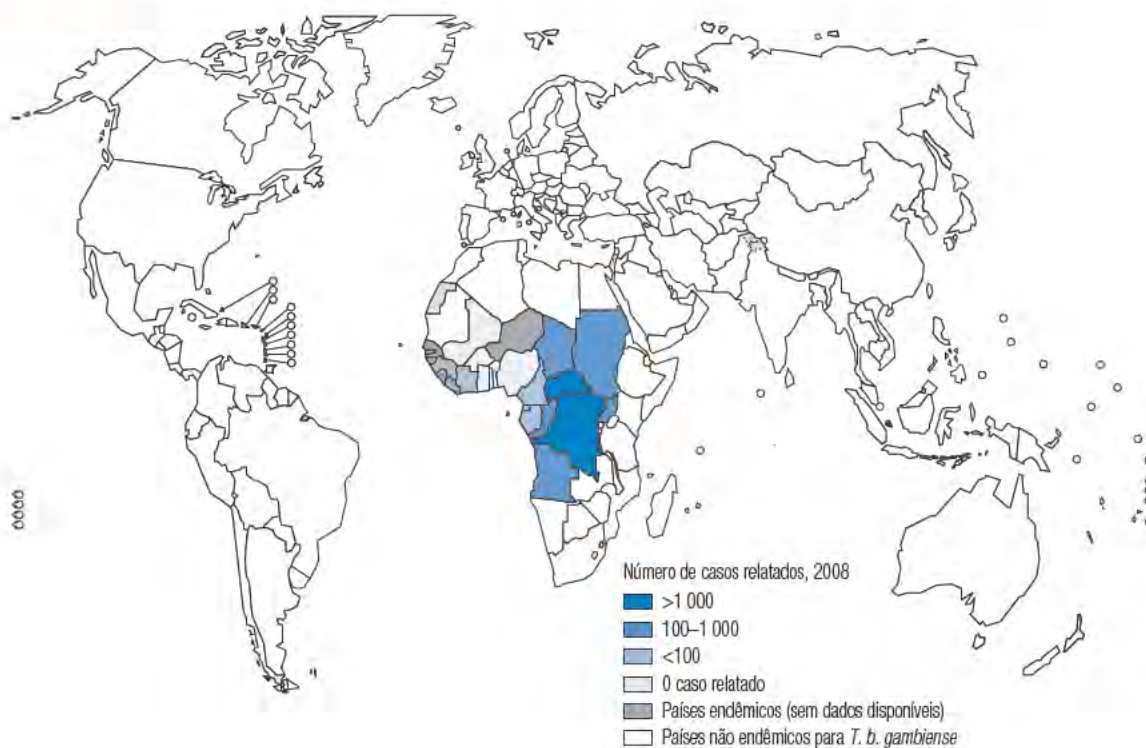 Número de casos relatados, 2008
>1 000
100–1 000
<100
0 caso relatado
Países endêmicos (sem dados disponíveis)
Países não endêmicos para T. b. gambiense